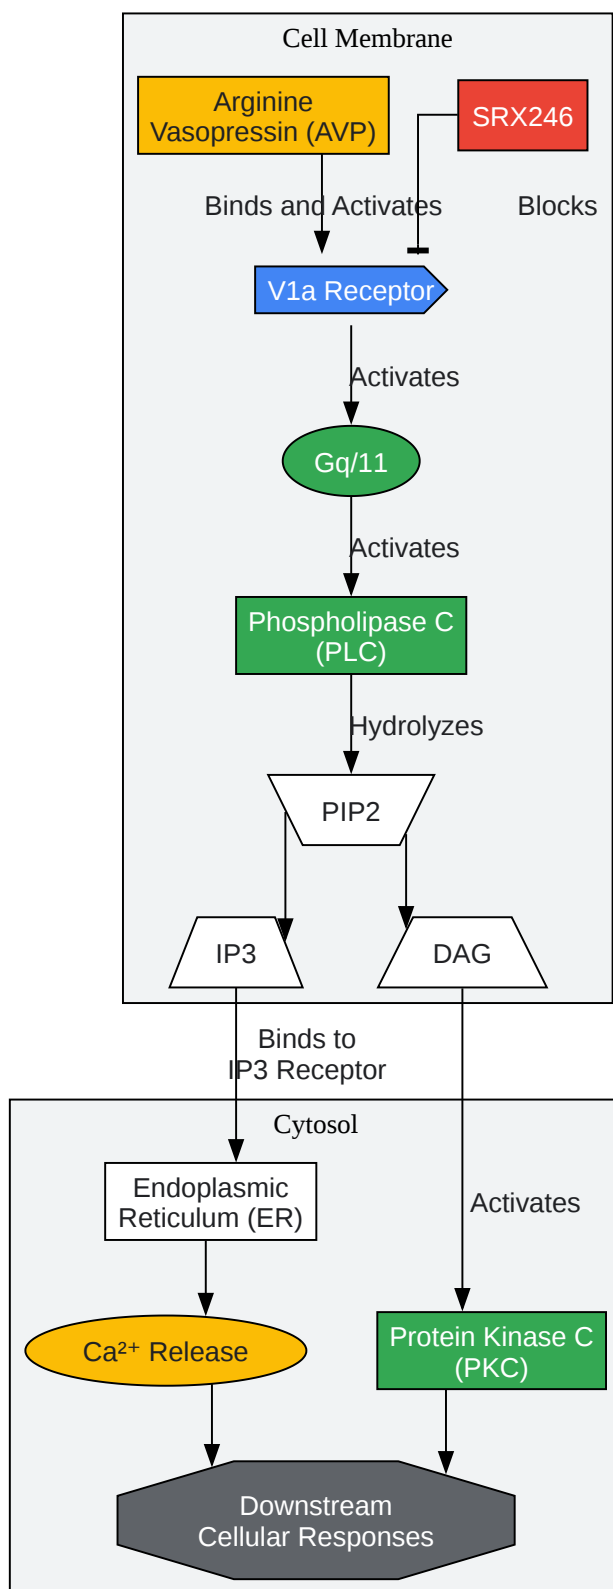 Cell Membrane
Arginine
Vasopressin (AVP)
SRX246
Binds and Activates
Blocks
V1a Receptor
Activates
Gq/11
Activates
Phospholipase C
(PLC)
Hydrolyzes
PIP2
IP3
DAG
Binds to
IP3 Receptor
Cytosol
Endoplasmic
Reticulum (ER)
Activates
Ca²⁺ Release
Protein Kinase C
(PKC)
Downstream
Cellular Responses